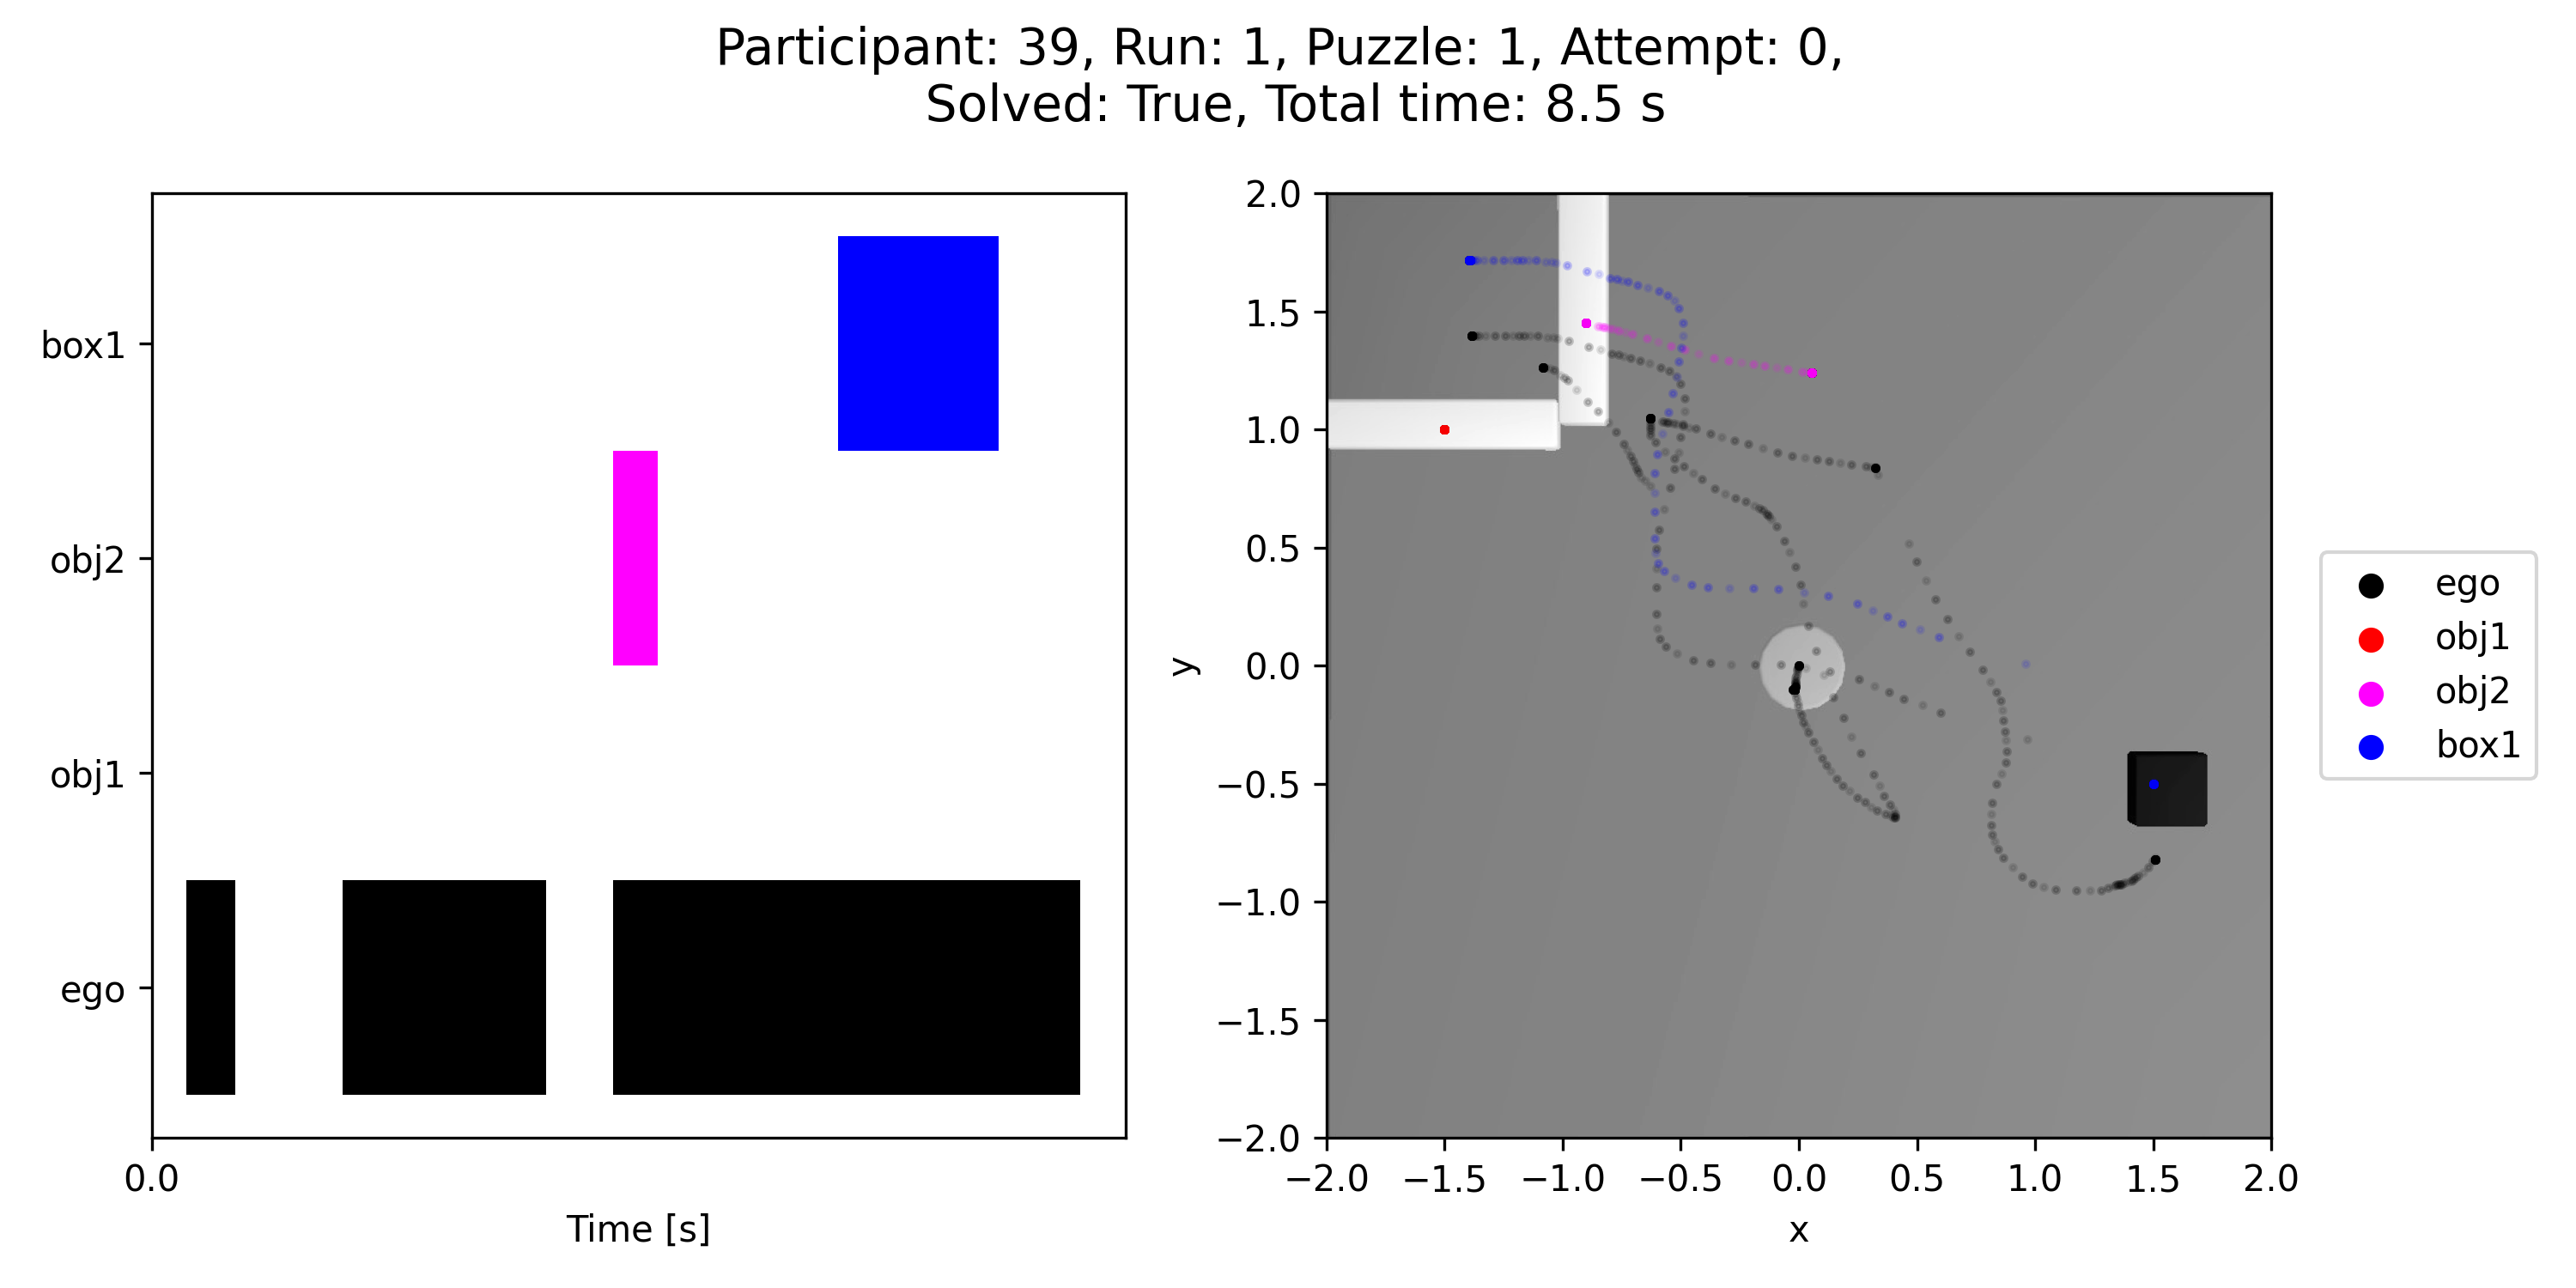 Participant: 39, Run: 1, Puzzle: 1, Attempt: 0,
Solved: True, Total time: 8.5 s
box1
obj2
obj1
ego
0.0
Time [s]
2.0
1.5
1.0
0.5
0.0
−0.5
−1.0
−1.5
−2.0
y
−2.0 −1.5 −1.0 −0.5 0.0 0.5 1.0 1.5 2.0
x
ego
obj1
obj2
box1